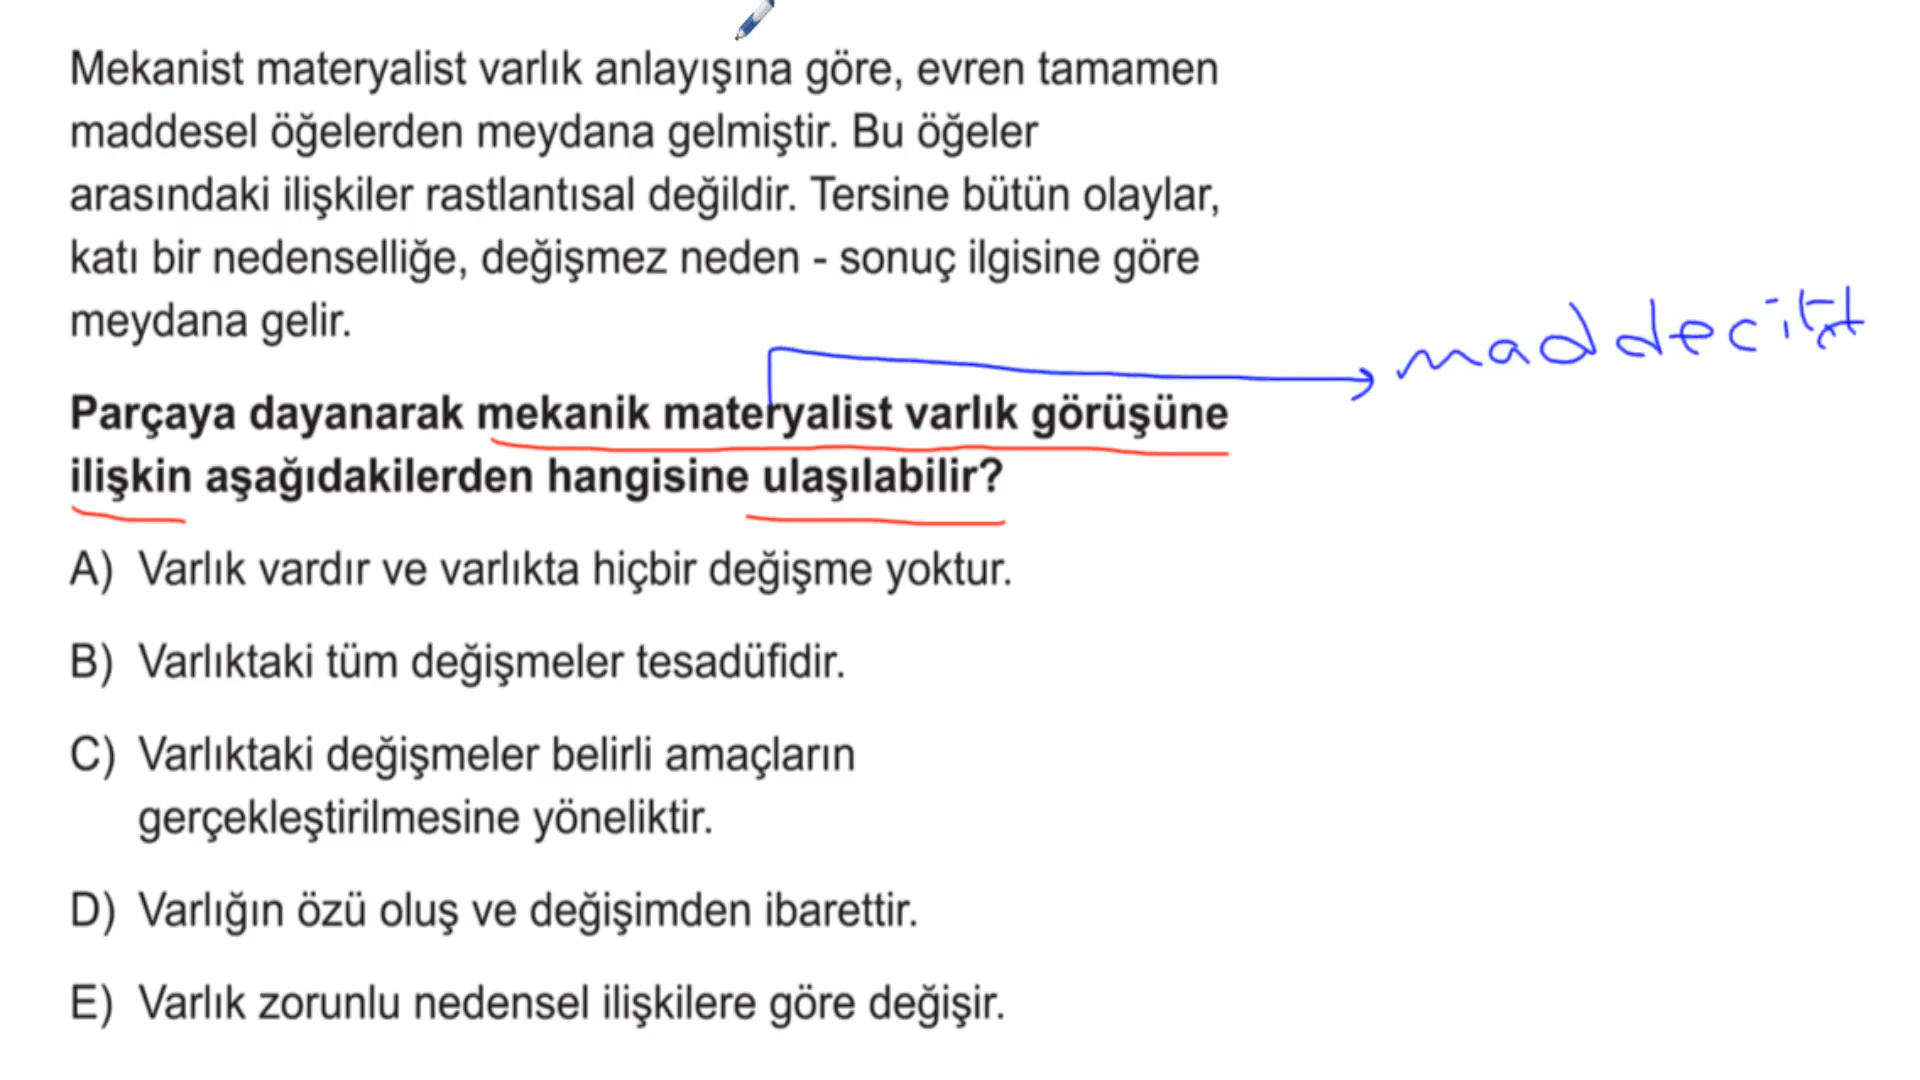 Mekanist materyalist varlık anlayışına göre, evren tamamen
maddesel öğelerden meydana gelmiştir. Bu öğeler
arasındaki ilişkiler rastlantısal değildir. Tersine bütün olaylar,
katı bir nedenselliğe, değişmez neden - sonuç ilgisine göre
meydana gelir.
Parçaya dayanarak mekanik materyalist varlık görüşüne
ilişkin aşağıdakilerden hangisine ulaşılabilir?
A) Varlık vardır ve varlıkta hiçbir değişme yoktur.
B) Varlıktaki tüm değişmeler tesadüfidir.
C) Varlıktaki değişmeler belirli amaçların
gerçekleştirilmesine yöneliktir.
D) Varlığın özü oluş ve değişimden ibarettir.
E) Varlık zorunlu nedensel ilişkilere göre değişir.